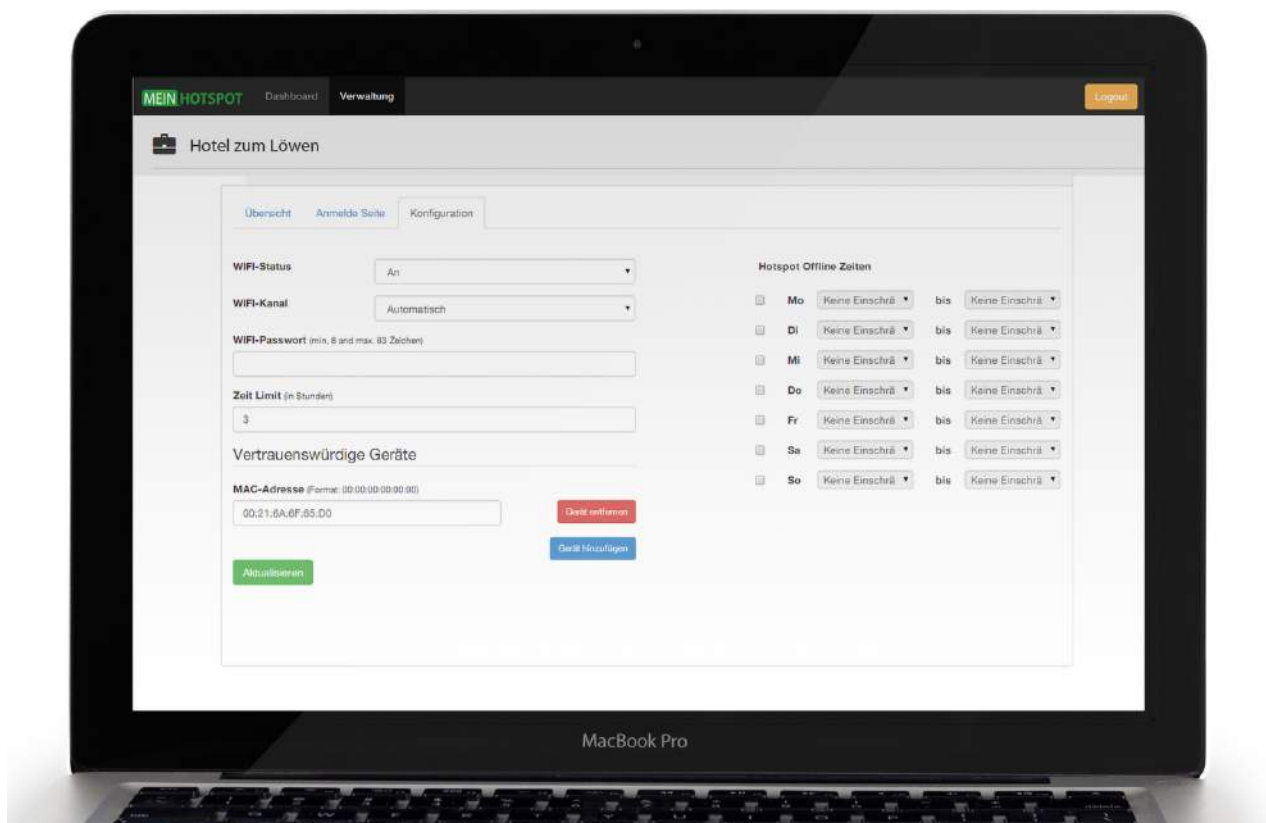 MEIN HOTSPOT Dashboard Verwaltung Logout
Hotel zum Löwen
Übersicht Anmelde Seite Konfiguration
WIFI-Status An
WIFI-Kanal Automatisch
WIFI-Passwort (min. 8 and max. 63 Zeichen)
Zeit Limit (in Stunden)
3
Vertrauenswürdige Geräte
MAC-Adresse (Format: 00:00:00:00:00:00)
00:21:6A:6F:65:D0 Gerät entfernen
Gerät hinzufügen
Aktualisieren
Hotspot Offline Zeiten
Mo Keine Einschrä bis Keine Einschrä
Di Keine Einschrä bis Keine Einschrä
Mi Keine Einschrä bis Keine Einschrä
Do Keine Einschrä bis Keine Einschrä
Fr Keine Einschrä bis Keine Einschrä
Sa Keine Einschrä bis Keine Einschrä
So Keine Einschrä bis Keine Einschrä
MacBook Pro
delete